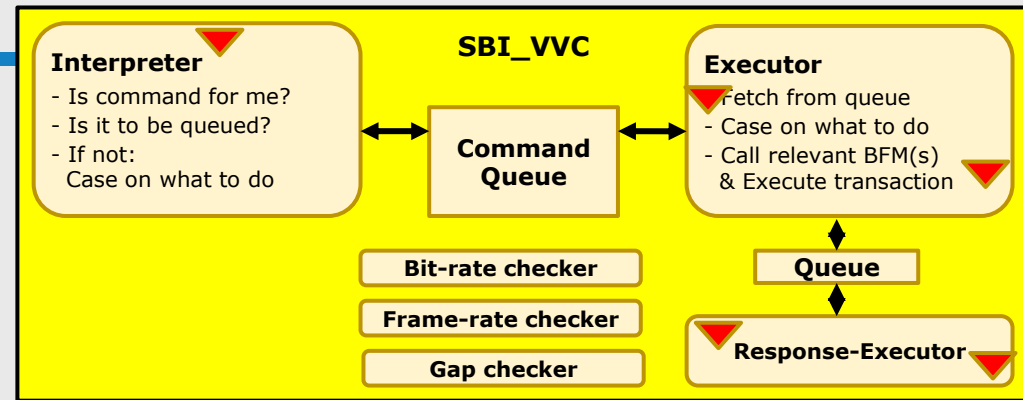 SBI_VVC
Interpreter
- Is command for me?
- Is it to be queued?
- If not:
Case on what to do
Command
Queue
Executor
Fetch from queue
- Case on what to do
- Call relevant BFM(s)
& Execute transaction
Bit-rate checker
Frame-rate checker
Gap checker
Queue
Response-Executor